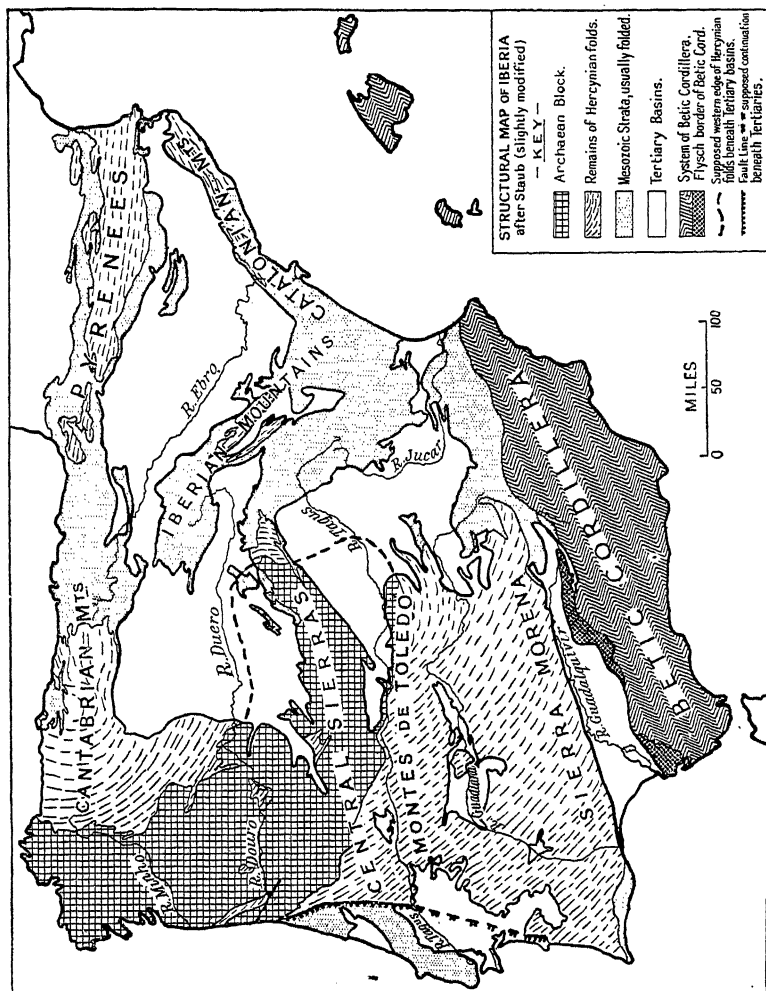 STRUCTURAL MAP OF IBERIA
after Staub (slightly modified)
— KEY —
Archaean Block.
Remains of Hercynian folds.
Mesozoic Strata, usually folded.
Tertiary Basins.
System of Betic Cordillera.
Flysch border of Betic Cord.
Supposed western edge of Hercynian
folds beneath Tertiary basins.
Fault Line supposed continuation
beneath Tertiaries.
CANTABRIAN MTS
PYRENEES
CATALONIAN MTS
R. Ebro
IBERIAN MOUNTAINS
R. Duero
R. Minho
R. Douro
CENTRAL SIERRAS
R. Tagus
R. Tagus
R. Jucar
MONTES DE TOLEDO
Guadiana
SIERRA MORENA
R. Guadalquiver
BETIC CORDILLERA
MILES
0 50 100